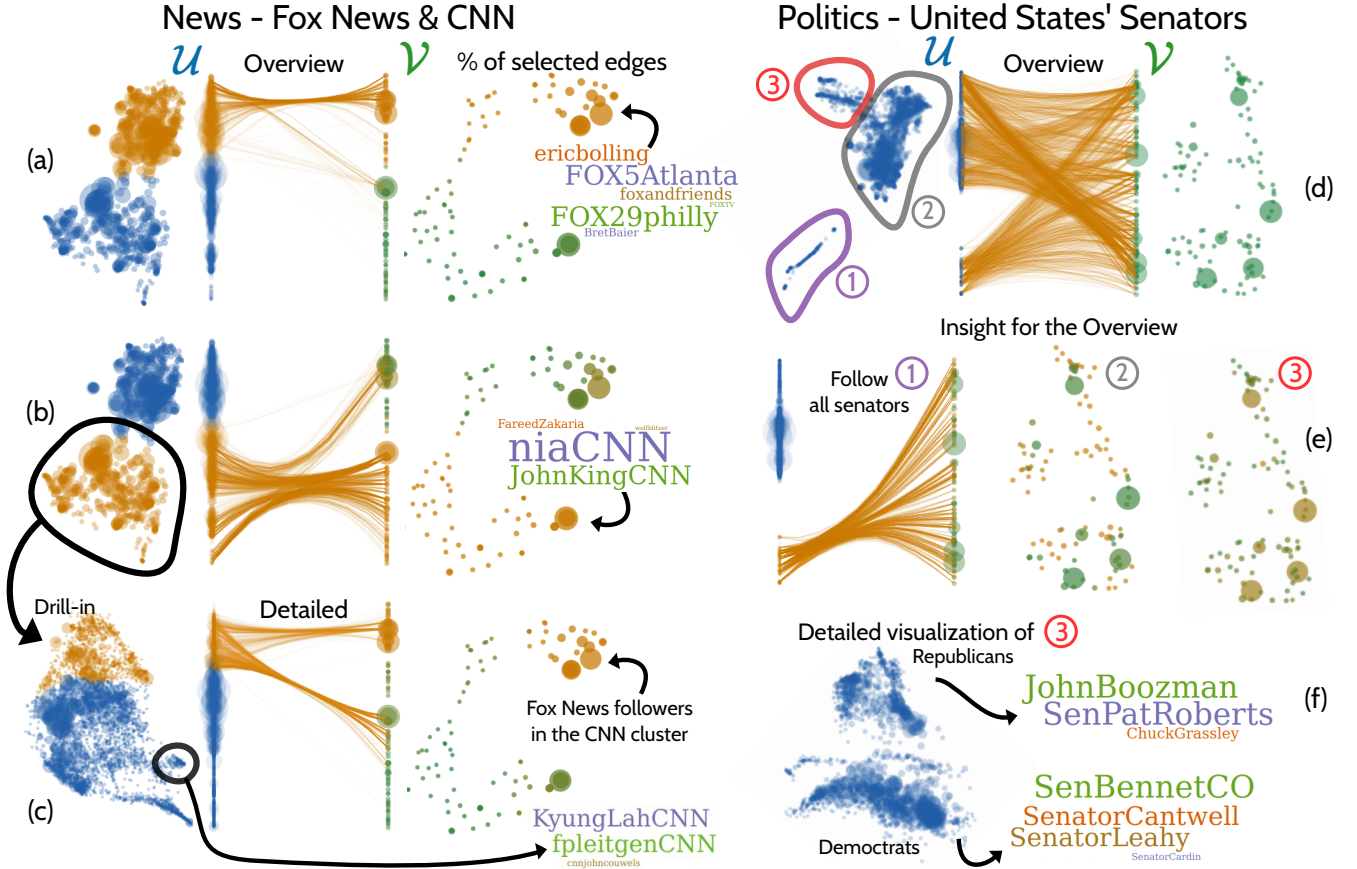 News - Fox News & CNN
Politics - United States' Senators
U
Overview
V
% of selected edges
(a)
ericbolling
FOX5Atlanta
foxandfriends
FOXTV
FOX29philly
BretBaier
(b)
FareedZakaria
wolfblitzer
niaCNN
JohnKingCNN
Drill-in
Detailed
Fox News followers
in the CNN cluster
(c)
KyungLahCNN
fpleitgenCNN
cnnjohncouwels
3
U
Overview
V
(d)
2
1
Insight for the Overview
Follow 1
all senators
2
3
(e)
Detailed visualization of 3
Republicans
(f)
JohnBoozman
SenPatRoberts
ChuckGrassley
SenBennetCO
SenatorCantwell
SenatorLeahy
SenatorCardin
Democtrats